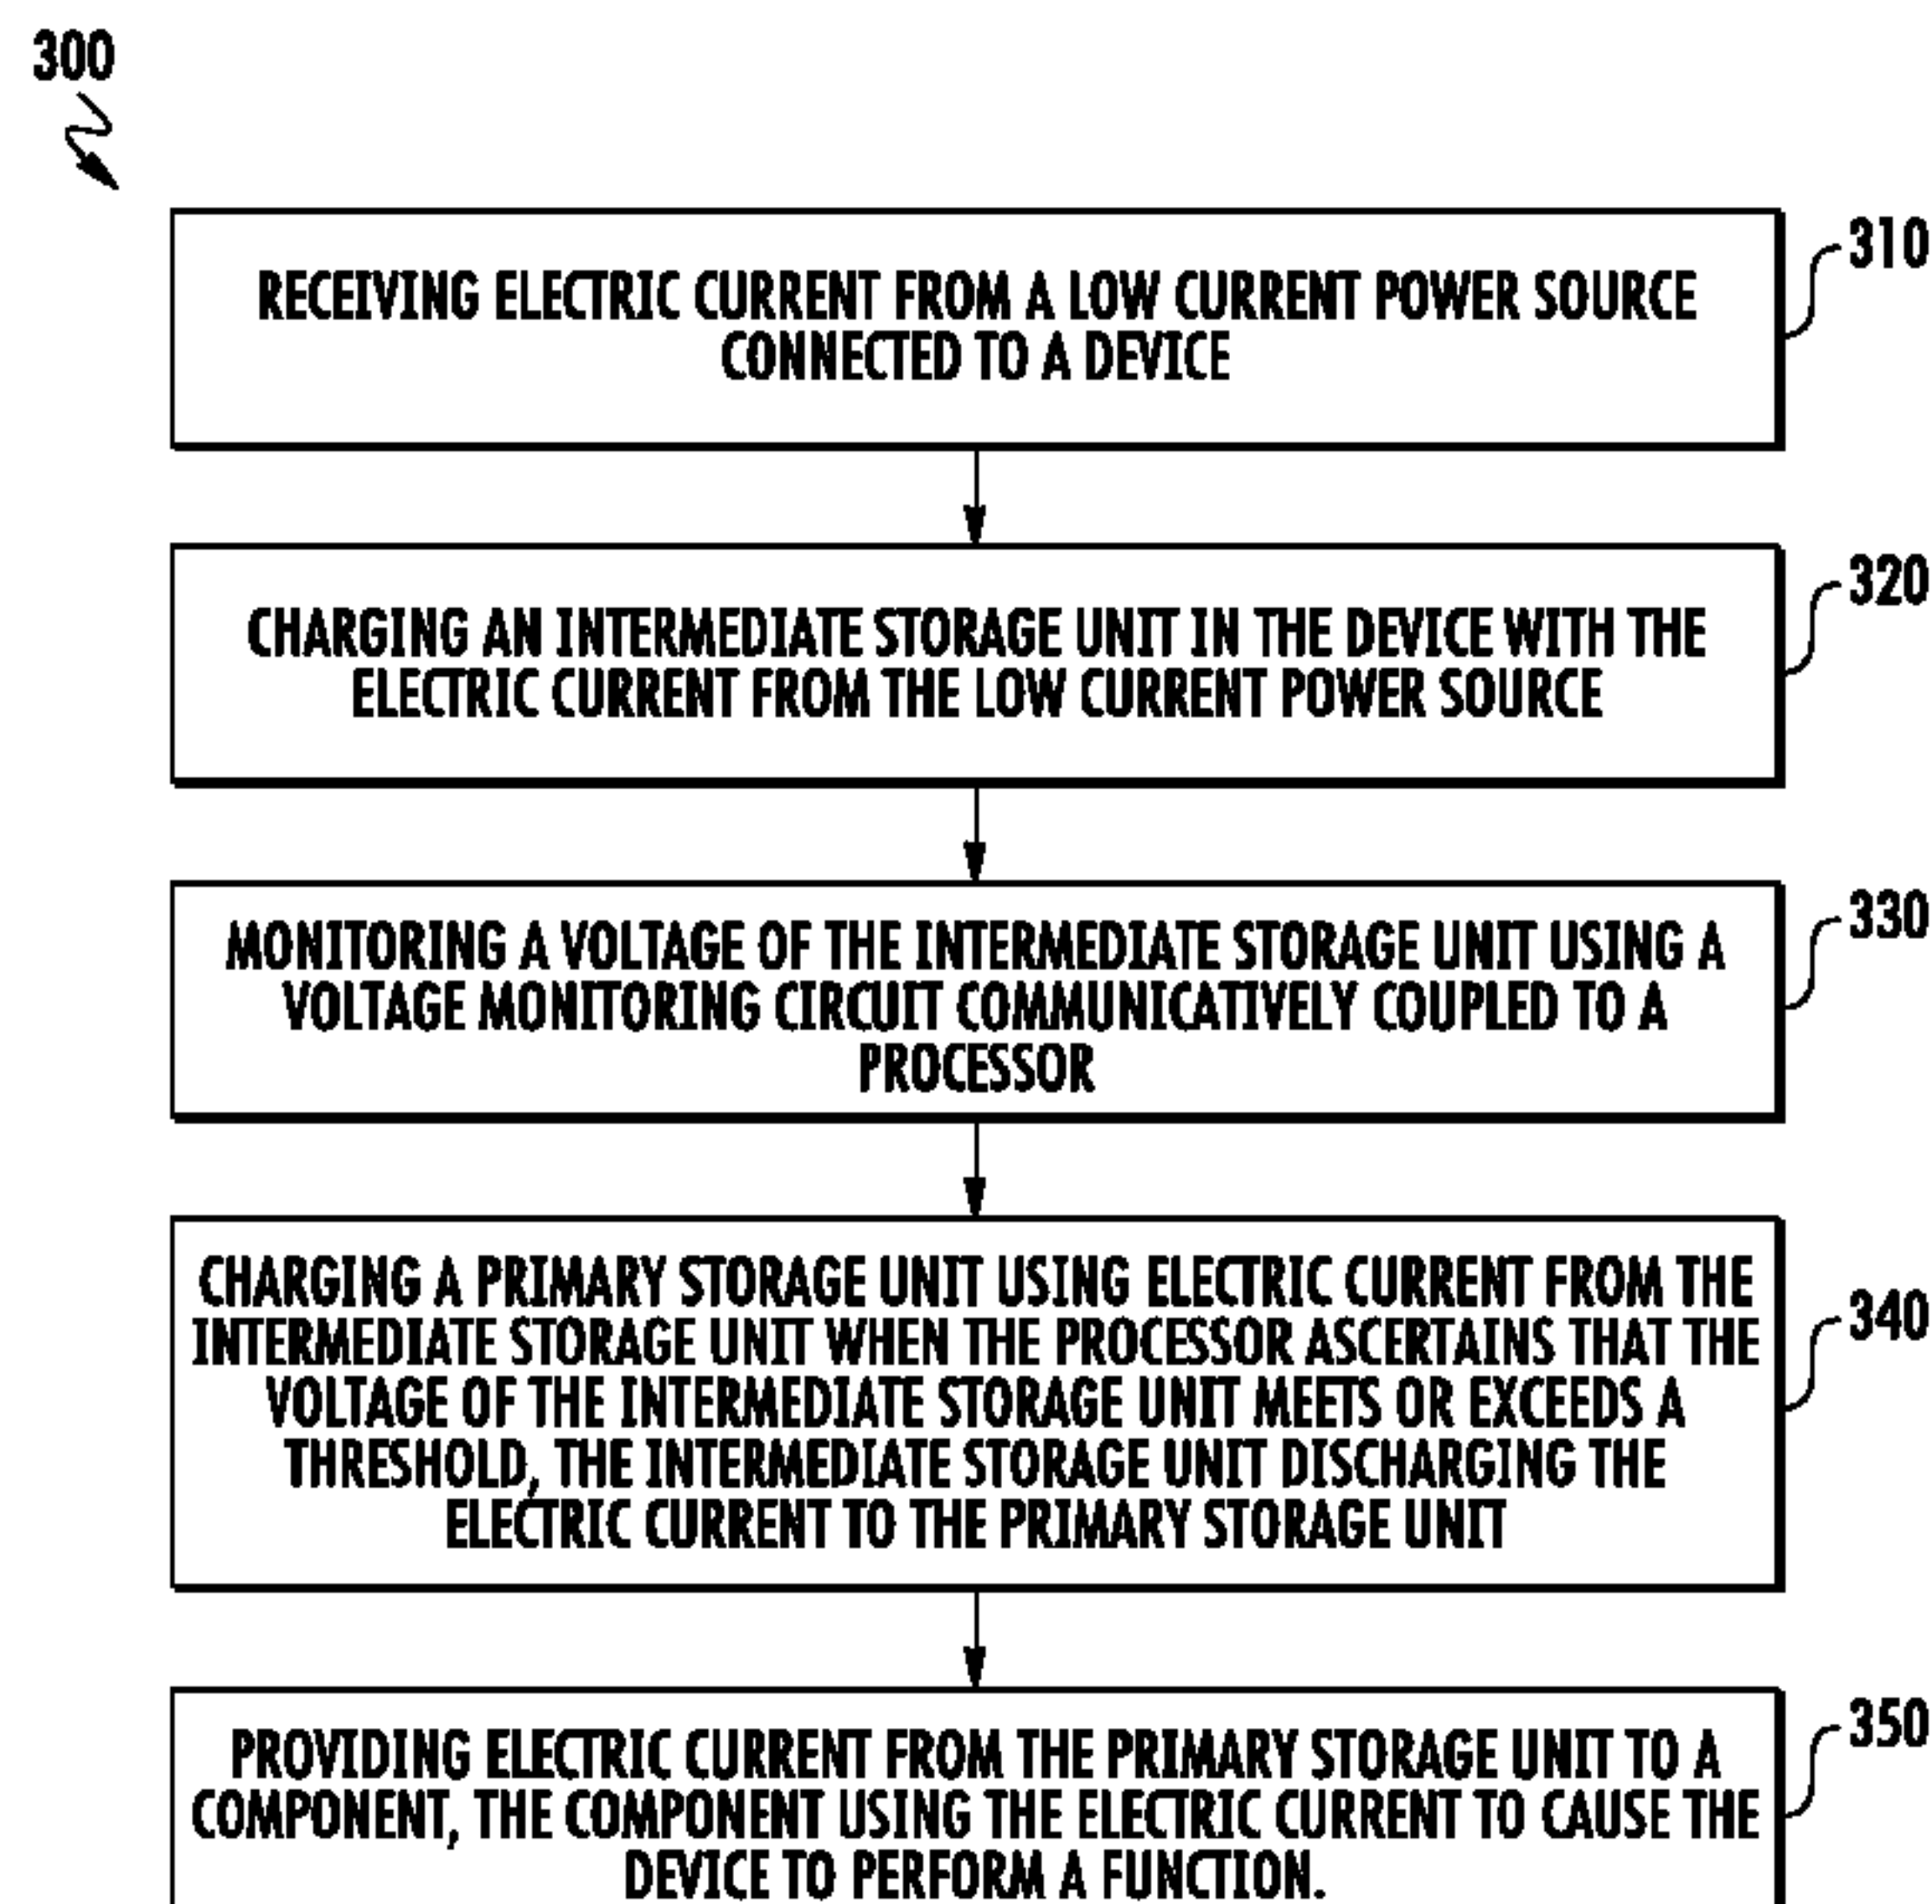 300
310
RECEIVING ELECTRIC CURRENT FROM A LOW CURRENT POWER SOURCE
CONNECTED TO A DEVICE
320
CHARGING AN INTERMEDIATE STORAGE UNIT IN THE DEVICE WITH THE
ELECTRIC CURRENT FROM THE LOW CURRENT POWER SOURCE
330
MONITORING A VOLTAGE OF THE INTERMEDIATE STORAGE UNIT USING A
VOLTAGE MONITORING CIRCUIT COMMUNICATIVELY COUPLED TO A
PROCESSOR
340
CHARGING A PRIMARY STORAGE UNIT USING ELECTRIC CURRENT FROM THE
INTERMEDIATE STORAGE UNIT WHEN THE PROCESSOR ASCERTAINS THAT THE
VOLTAGE OF THE INTERMEDIATE STORAGE UNIT MEETS OR EXCEEDS A
THRESHOLD, THE INTERMEDIATE STORAGE UNIT DISCHARGING THE
ELECTRIC CURRENT TO THE PRIMARY STORAGE UNIT
350
PROVIDING ELECTRIC CURRENT FROM THE PRIMARY STORAGE UNIT TO A
COMPONENT, THE COMPONENT USING THE ELECTRIC CURRENT TO CAUSE THE
DEVICE TO PERFORM A FUNCTION.